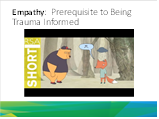 Empathy: Prerequisite to Being
Trauma Informed
SHORT